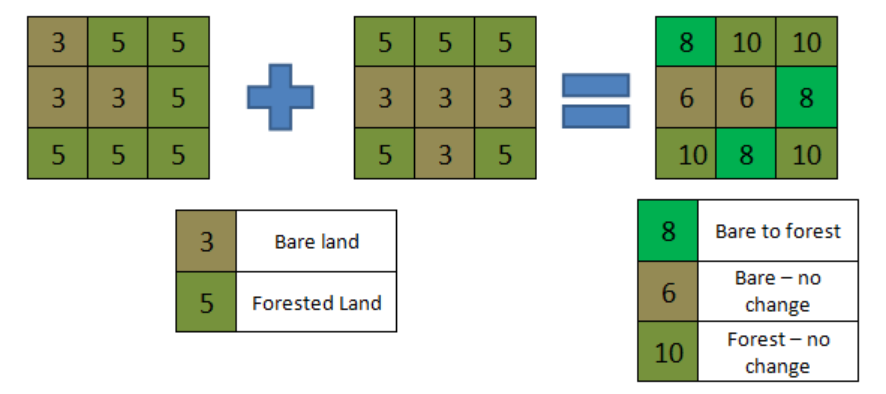 3 5 5 5 5 5 8 10 10
3 3 5 3 3 3 6 6 8
5 5 5 5 3 5 10 8 10
3 Bare land
5 Forested Land
8 Bare to forest
6 Bare – no
change
10 Forest – no
change